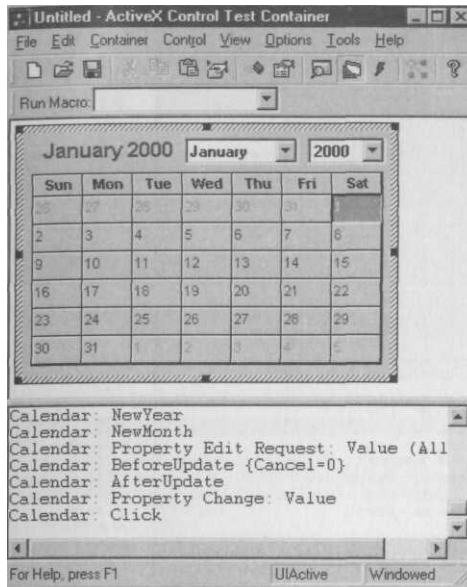 Untitled - ActiveX Control Test Container
File Edit Container Control View Options Tools Help
Run Macro:
January 2000 January 2000
Sun Mon Tue Wed Thu Fri Sat
26 27 28 29 30 31 1
2 3 4 5 6 7 8
9 10 11 12 13 14 15
16 17 18 19 20 21 22
23 24 25 26 27 28 29
30 31 1 2 3 4 5
Calendar: NewYear
Calendar: NewMonth
Calendar: Property Edit Request: Value (All
Calendar: BeforeUpdate {Cancel=0}
Calendar: AfterUpdate
Calendar: Property Change: Value
Calendar: Click
For Help, press F1 UIActive Windowed